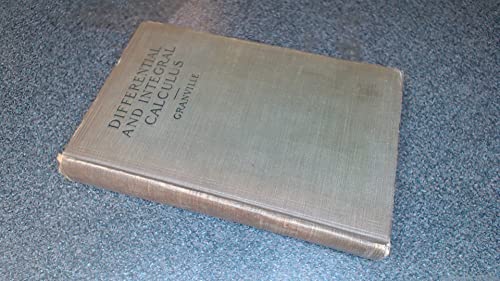 DIFFERENTIAL
AND INTEGRAL
CALCULUS
GRANVILLE